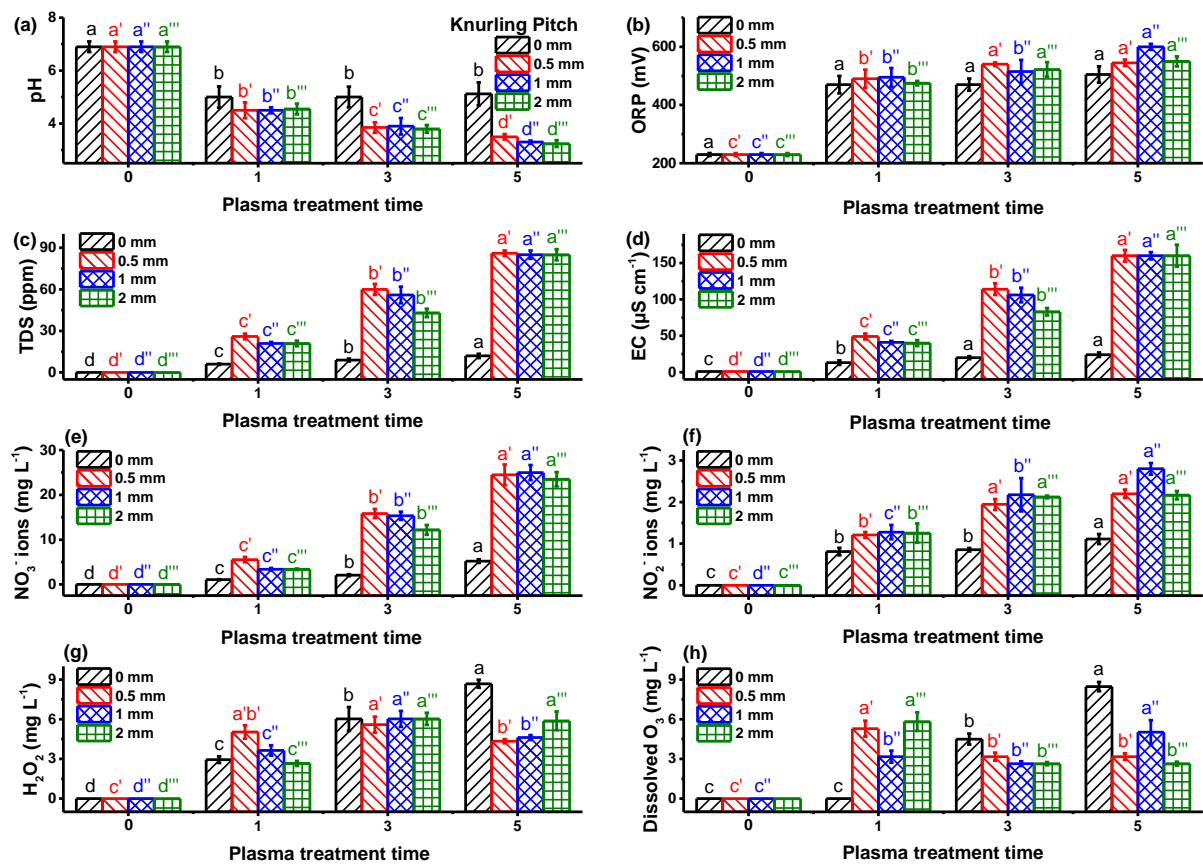 (a)
Knurling Pitch
0 mm
0.5 mm
1 mm
2 mm
a a' a'' a'''
b' b'' b'''
a
a
c' c'' c'''
a
d' d'' d'''
pH
6
4
0 1 3 5
Plasma treatment time
(b)
0 mm
0.5 mm
1 mm
2 mm
a c' c'' c'''
a b' b'' b'''
a a' b'' a'''
a a' a'' a'''
ORP (mV)
600
400
200
0 1 3 5
Plasma treatment time
(c)
0 mm
0.5 mm
1 mm
2 mm
d d' d'' d'''
c c' c'' c'''
b b' b'' b'''
a a' a'' a'''
TDS (ppm)
90
60
30
0
0 1 3 5
Plasma treatment time
(d)
0 mm
0.5 mm
1 mm
2 mm
c d' d'' d'''
b c' c'' c'''
a b' b'' b'''
a a' a'' a'''
EC (µS cm⁻¹)
150
100
50
0
0 1 3 5
Plasma treatment time
(e)
0 mm
0.5 mm
1 mm
2 mm
d d' d'' d'''
c c' c'' c'''
b b' b'' b'''
a a' a'' a'''
NO₃⁻ ions (mg L⁻¹)
30
20
10
0
0 1 3 5
Plasma treatment time
(f)
0 mm
0.5 mm
1 mm
2 mm
c c' d'' c'''
b b' c'' b'''
b a' b'' a'''
a a' a'' a'''
NO₂⁻ ions (mg L⁻¹)
3
2
1
0
0 1 3 5
Plasma treatment time
(g)
0 mm
0.5 mm
1 mm
2 mm
d c' d'' d'''
c a'b' c'' c'''
b a' a'' a'''
a b' b'' a'''
H₂O₂ (mg L⁻¹)
9
6
3
0
0 1 3 5
Plasma treatment time
(h)
0 mm
0.5 mm
1 mm
2 mm
c c' c''
c a' b'' a'''
b b' b'' b'''
a b' a'' b'''
Dissolved O₃ (mg L⁻¹)
9
6
3
0
0 1 3 5
Plasma treatment time